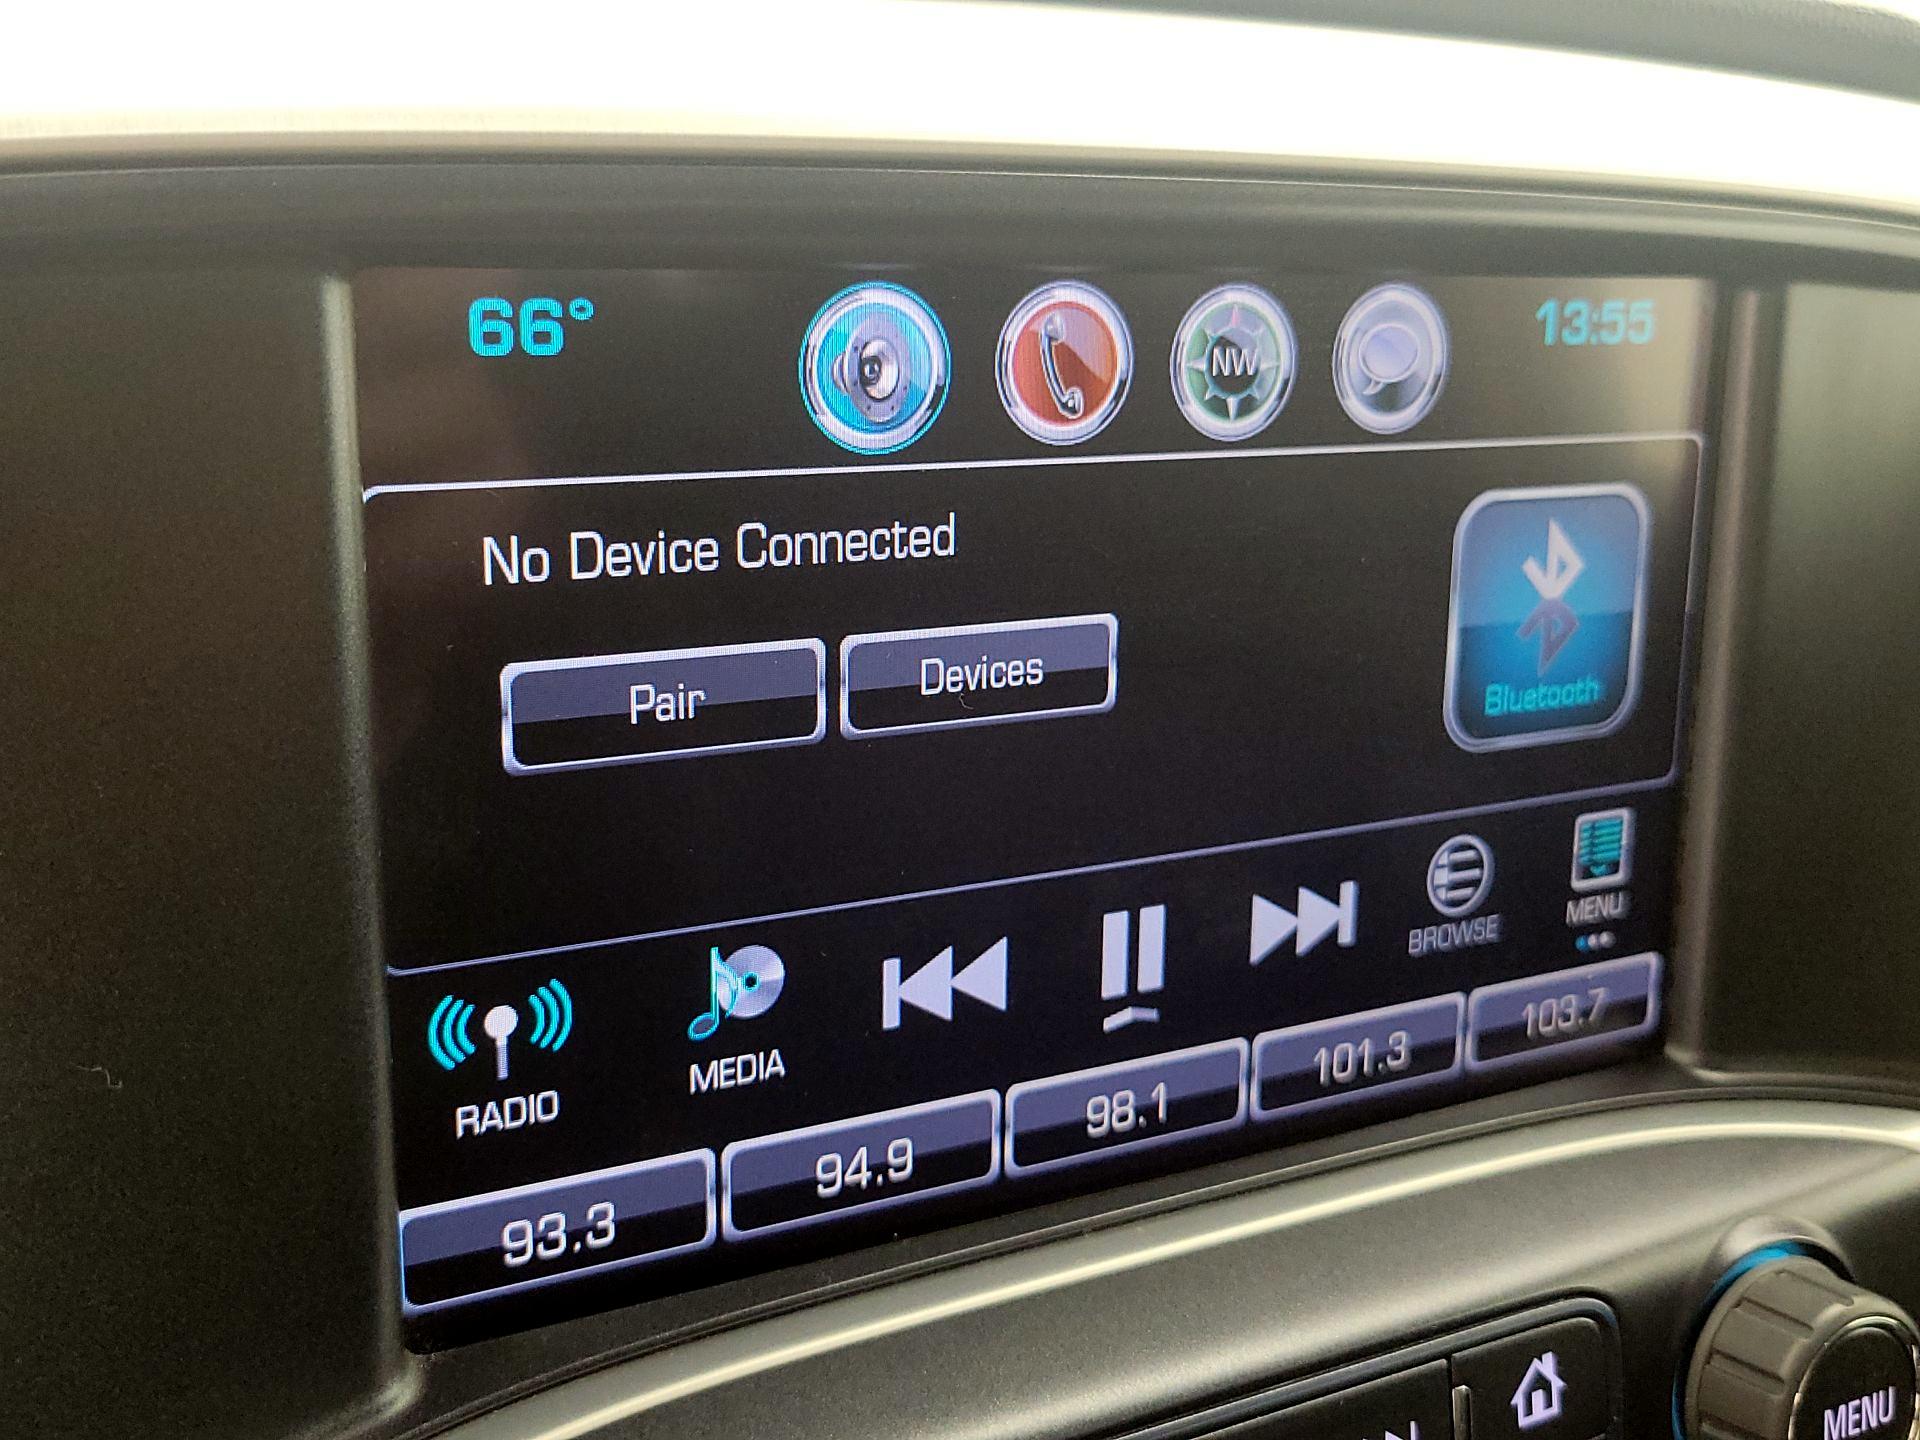 66°
NW
13:55
No Device Connected
Pair
Devices
Bluetooth
RADIO
MEDIA
BROWSE
MENU
93.3
94.9
98.1
101.3
103.7
MENU